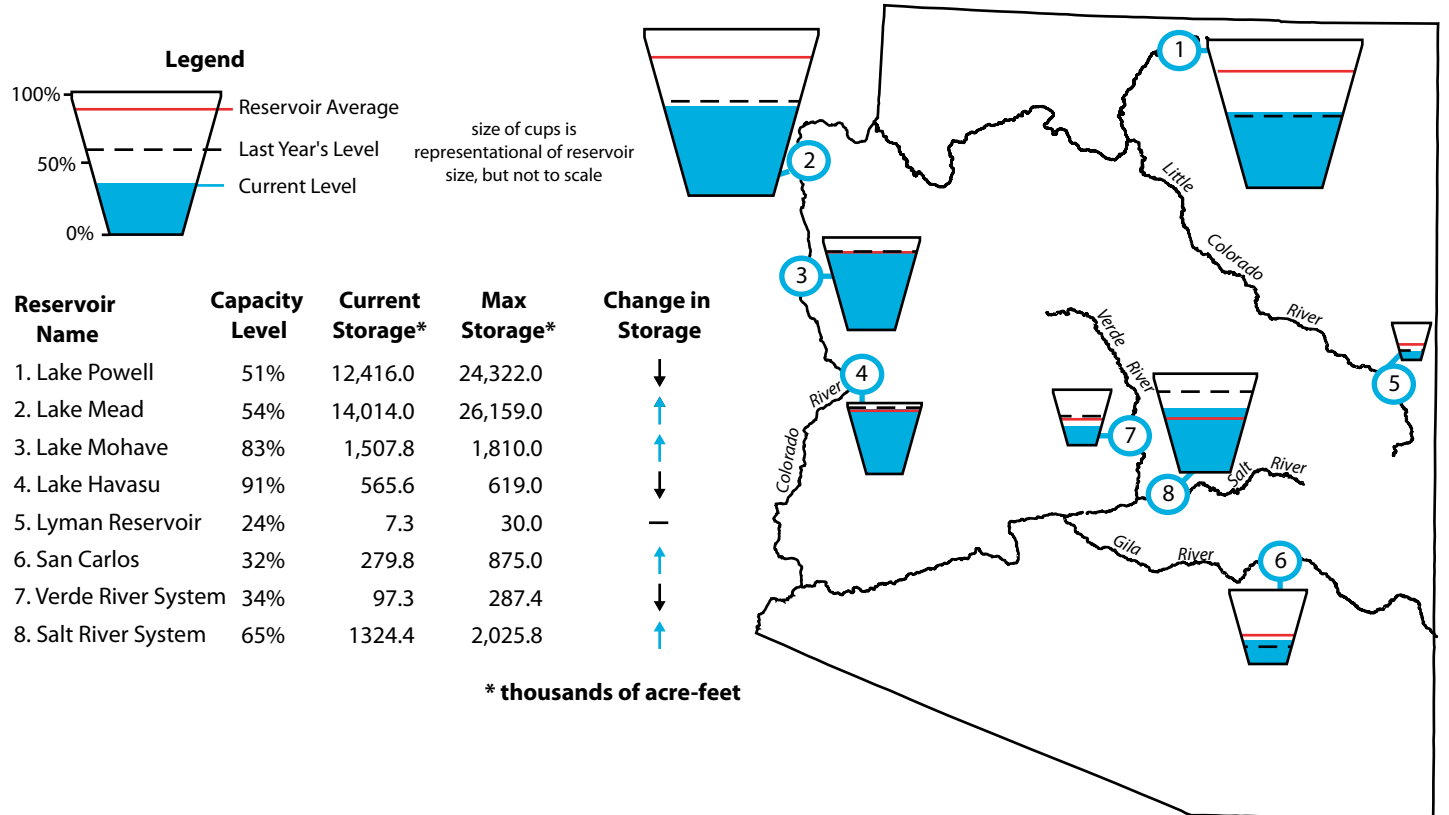 Legend
100%
Reservoir Average
Last Year's Level
50%
Current Level
0%
size of cups is
representational of reservoir
size, but not to scale
Reservoir Name Capacity Level Current Storage* Max Storage* Change in Storage
1. Lake Powell 51% 12,416.0 24,322.0
2. Lake Mead 54% 14,014.0 26,159.0
3. Lake Mohave 83% 1,507.8 1,810.0
4. Lake Havasu 91% 565.6 619.0
5. Lyman Reservoir 24% 7.3 30.0 –
6. San Carlos 32% 279.8 875.0
7. Verde River System 34% 97.3 287.4
8. Salt River System 65% 1324.4 2,025.8
* thousands of acre-feet
1
2
Little
Colorado
River
3
Verde
River
4
5
Colorado
River
7
8
Salt
River
Gila
River
6